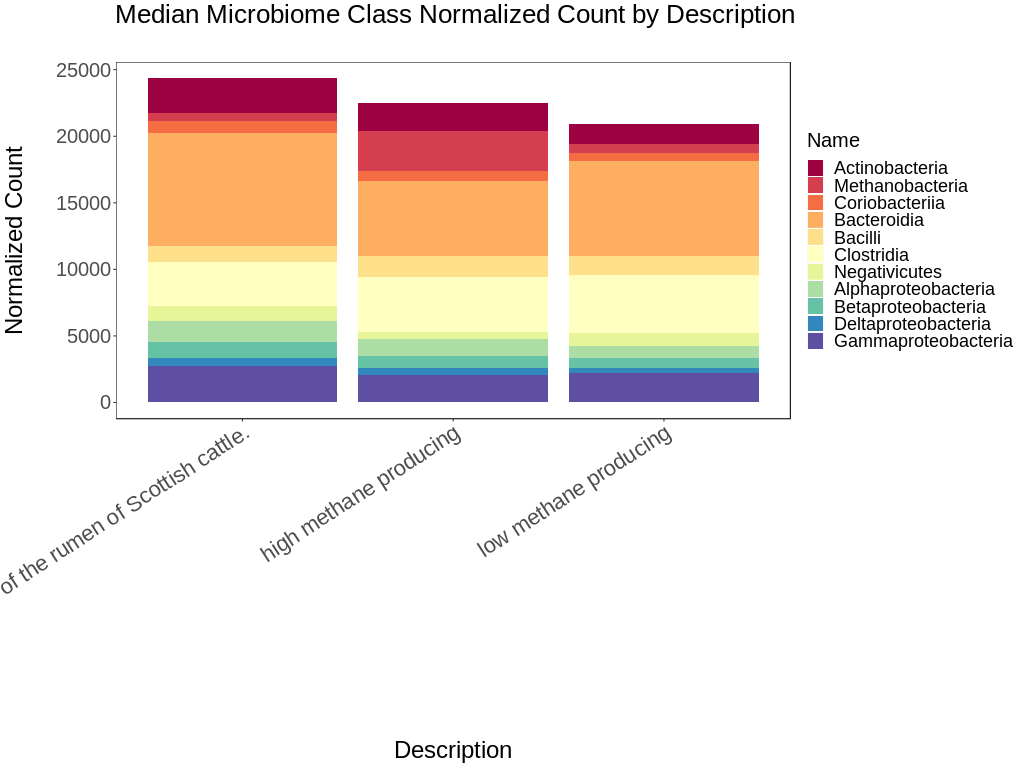 Median Microbiome Class Normalized Count by Description
Normalized Count
25000
20000
15000
10000
5000
0
of the rumen of Scottish cattle.
high methane producing
low methane producing
Description
Name
Actinobacteria
Methanobacteria
Coriobacteriia
Bacteroidia
Bacilli
Clostridia
Negativicutes
Alphaproteobacteria
Betaproteobacteria
Deltaproteobacteria
Gammaproteobacteria